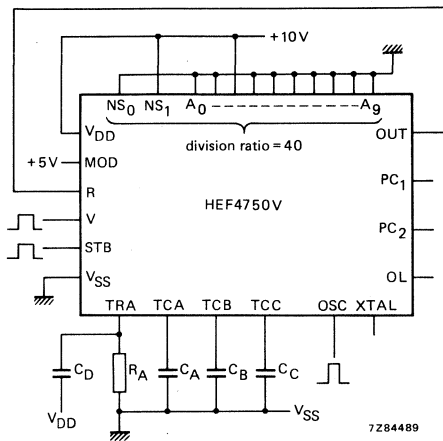 +10V
NS0 NS1 A0 A9
VDD
division ratio = 40
OUT
+5V
MOD
PC1
R
HEF4750V
V
PC2
STB
VSS
OL
TRA TCA TCB TCC OSC XTAL
CD RA CA CB CC
VDD
VSS
7Z84489